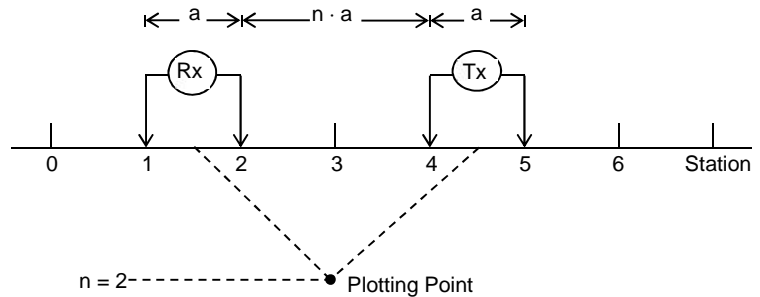 a n · a a
Rx Tx
0 1 2 3 4 5 6 Station
n = 2
Plotting Point